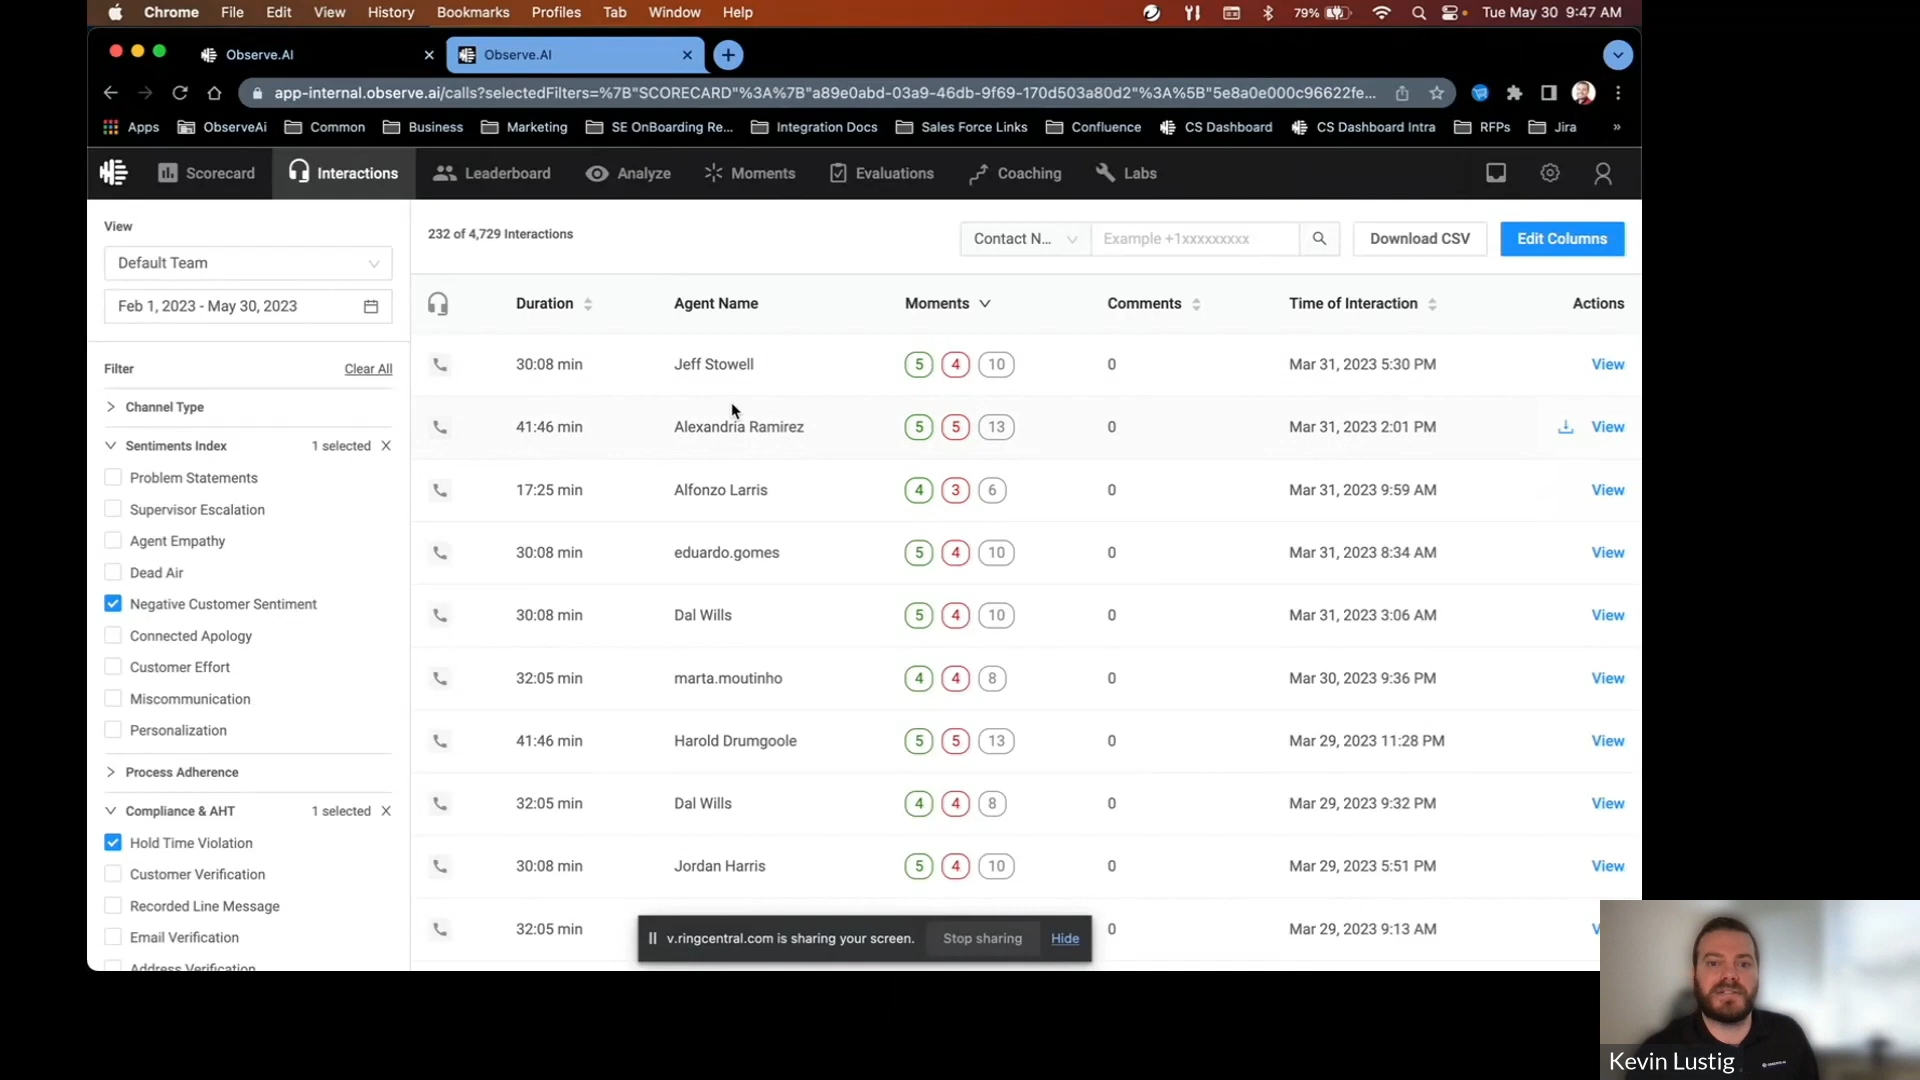 Chrome File Edit View History Bookmarks Profiles Tab Window Help 79% Tue May 30 9:47 AM
Observe.AI Observe.AI
app-internal.observe.ai/calls?selectedFilters=%7B"SCORECARD"%3A%7B"a89e0abd-03a9-46db-9f69-170d503a80d2"%3A%5B"5e8a0e000c96622fe...
Apps ObserveAi Common Business Marketing SE OnBoarding Re... Integration Docs Sales Force Links Confluence CS Dashboard CS Dashboard Intra RFPs Jira »
Scorecard Interactions Leaderboard Analyze Moments Evaluations Coaching Labs
View
Default Team
Feb 1, 2023 - May 30, 2023
Filter Clear All
Channel Type
Sentiments Index 1 selected X
Problem Statements
Supervisor Escalation
Agent Empathy
Dead Air
Negative Customer Sentiment
Connected Apology
Customer Effort
Miscommunication
Personalization
Process Adherence
Compliance & AHT 1 selected X
Hold Time Violation
Customer Verification
Recorded Line Message
Email Verification
Address Verification
232 of 4,729 Interactions Contact N... Example +1xxxxxxxxx Download CSV Edit Columns
Duration Agent Name Moments Comments Time of Interaction Actions
30:08 min Jeff Stowell 5 4 10 0 Mar 31, 2023 5:30 PM View
41:46 min Alexandria Ramirez 5 5 13 0 Mar 31, 2023 2:01 PM View
17:25 min Alfonzo Larris 4 3 6 0 Mar 31, 2023 9:59 AM View
30:08 min eduardo.gomes 5 4 10 0 Mar 31, 2023 8:34 AM View
30:08 min Dal Wills 5 4 10 0 Mar 31, 2023 3:06 AM View
32:05 min marta.moutinho 4 4 8 0 Mar 30, 2023 9:36 PM View
41:46 min Harold Drumgoole 5 5 13 0 Mar 29, 2023 11:28 PM View
32:05 min Dal Wills 4 4 8 0 Mar 29, 2023 9:32 PM View
30:08 min Jordan Harris 5 4 10 0 Mar 29, 2023 5:51 PM View
32:05 min 0 Mar 29, 2023 9:13 AM
v.ringcentral.com is sharing your screen. Stop sharing Hide
Kevin Lustig